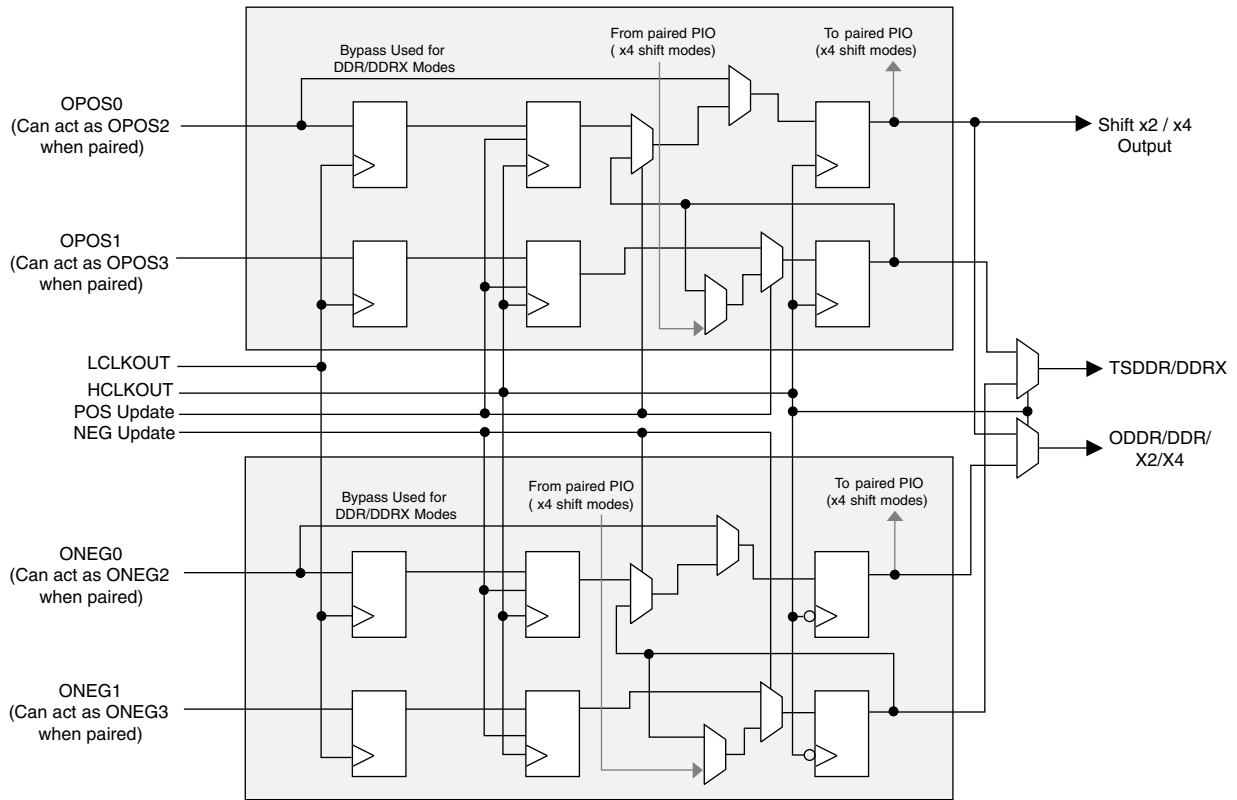 From paired PIO
( x4 shift modes)
To paired PIO
(x4 shift modes)
Bypass Used for
DDR/DDRX Modes
OPOS0
(Can act as OPOS2
when paired)
Shift x2 / x4
Output
OPOS1
(Can act as OPOS3
when paired)
LCLKOUT
HCLKOUT
POS Update
NEG Update
TSDDR/DDRX
ODDR/DDR/
X2/X4
Bypass Used for
DDR/DDRX Modes
From paired PIO
( x4 shift modes)
To paired PIO
(x4 shift modes)
ONEG0
(Can act as ONEG2
when paired)
ONEG1
(Can act as ONEG3
when paired)